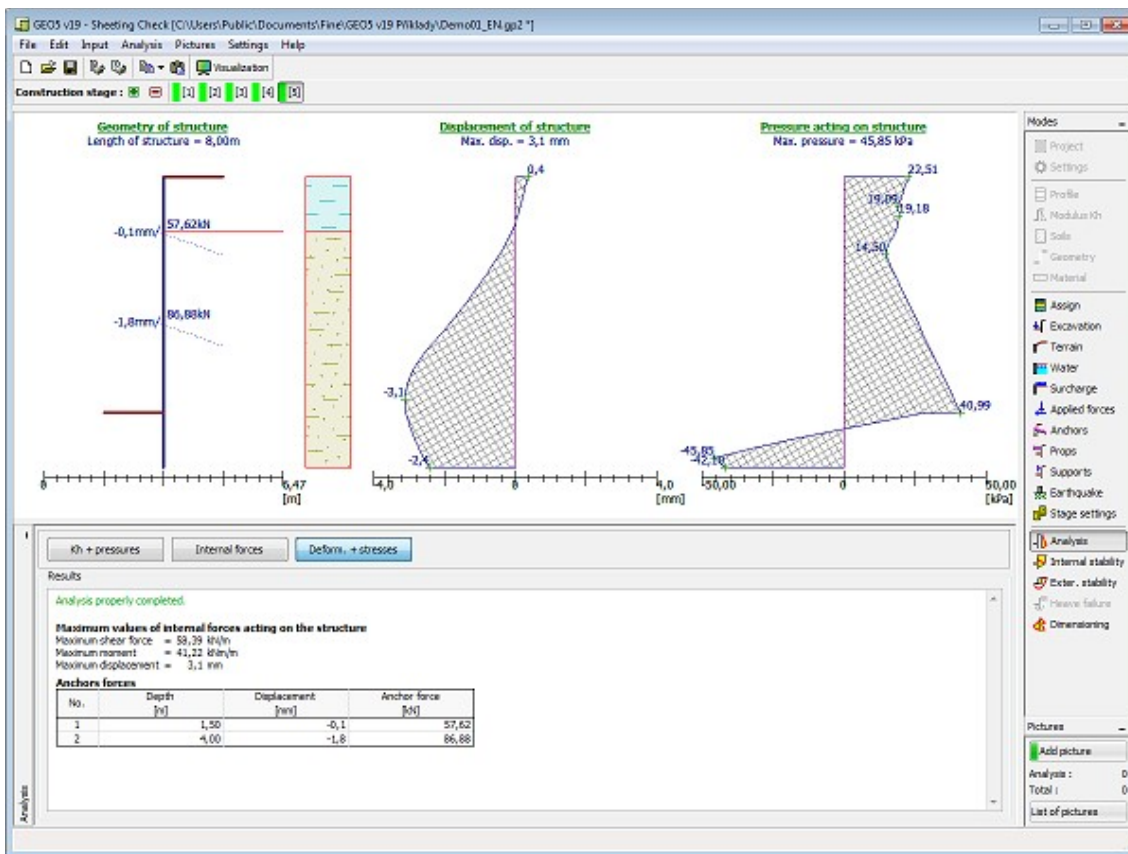 GEO5 v19 - Sheeting Check [C:\Users\Public\Documents\Fine\GEO5 v19 Příklady\Demo01_EN.gp2 *]
File Edit Input Analysis Pictures Settings Help
Visualization
Construction stage : [1] [2] [3] [4] [5]
Geometry of structure
Length of structure = 8,00m
Displacement of structure
Max. disp. = 3,1 mm
Pressure acting on structure
Max. pressure = 45,85 kPa
-0,1mm/
57,62kN
-1,8mm/
86,88kN
0
6,47
[m]
0,4
-3,1
-2,4
-4,0
0
4,0
[mm]
22,51
19,09
19,18
14,50
40,99
-45,85
-50,00
0
50,00
[kPa]
Modes
Project
Settings
Profile
Modulus Kh
Soils
Geometry
Material
Assign
Excavation
Terrain
Water
Surcharge
Applied forces
Anchors
Props
Supports
Earthquake
Stage settings
Analysis
Internal stability
Exter. stability
Heave failure
Dimensioning
Kh + pressures
Internal forces
Deform. + stresses
Results
Analysis properly completed.
Maximum values of internal forces acting on the structure
Maximum shear force = 58,39 kN/m
Maximum moment = 41,22 kNm/m
Maximum displacement = 3,1 mm
Anchors forces
No. Depth Displacement Anchor force
[m] [mm] [kN]
1 1,50 -0,1 57,62
2 4,00 -1,8 86,88
Analysis
Pictures
Add picture
Analysis : 0
Total : 0
List of pictures